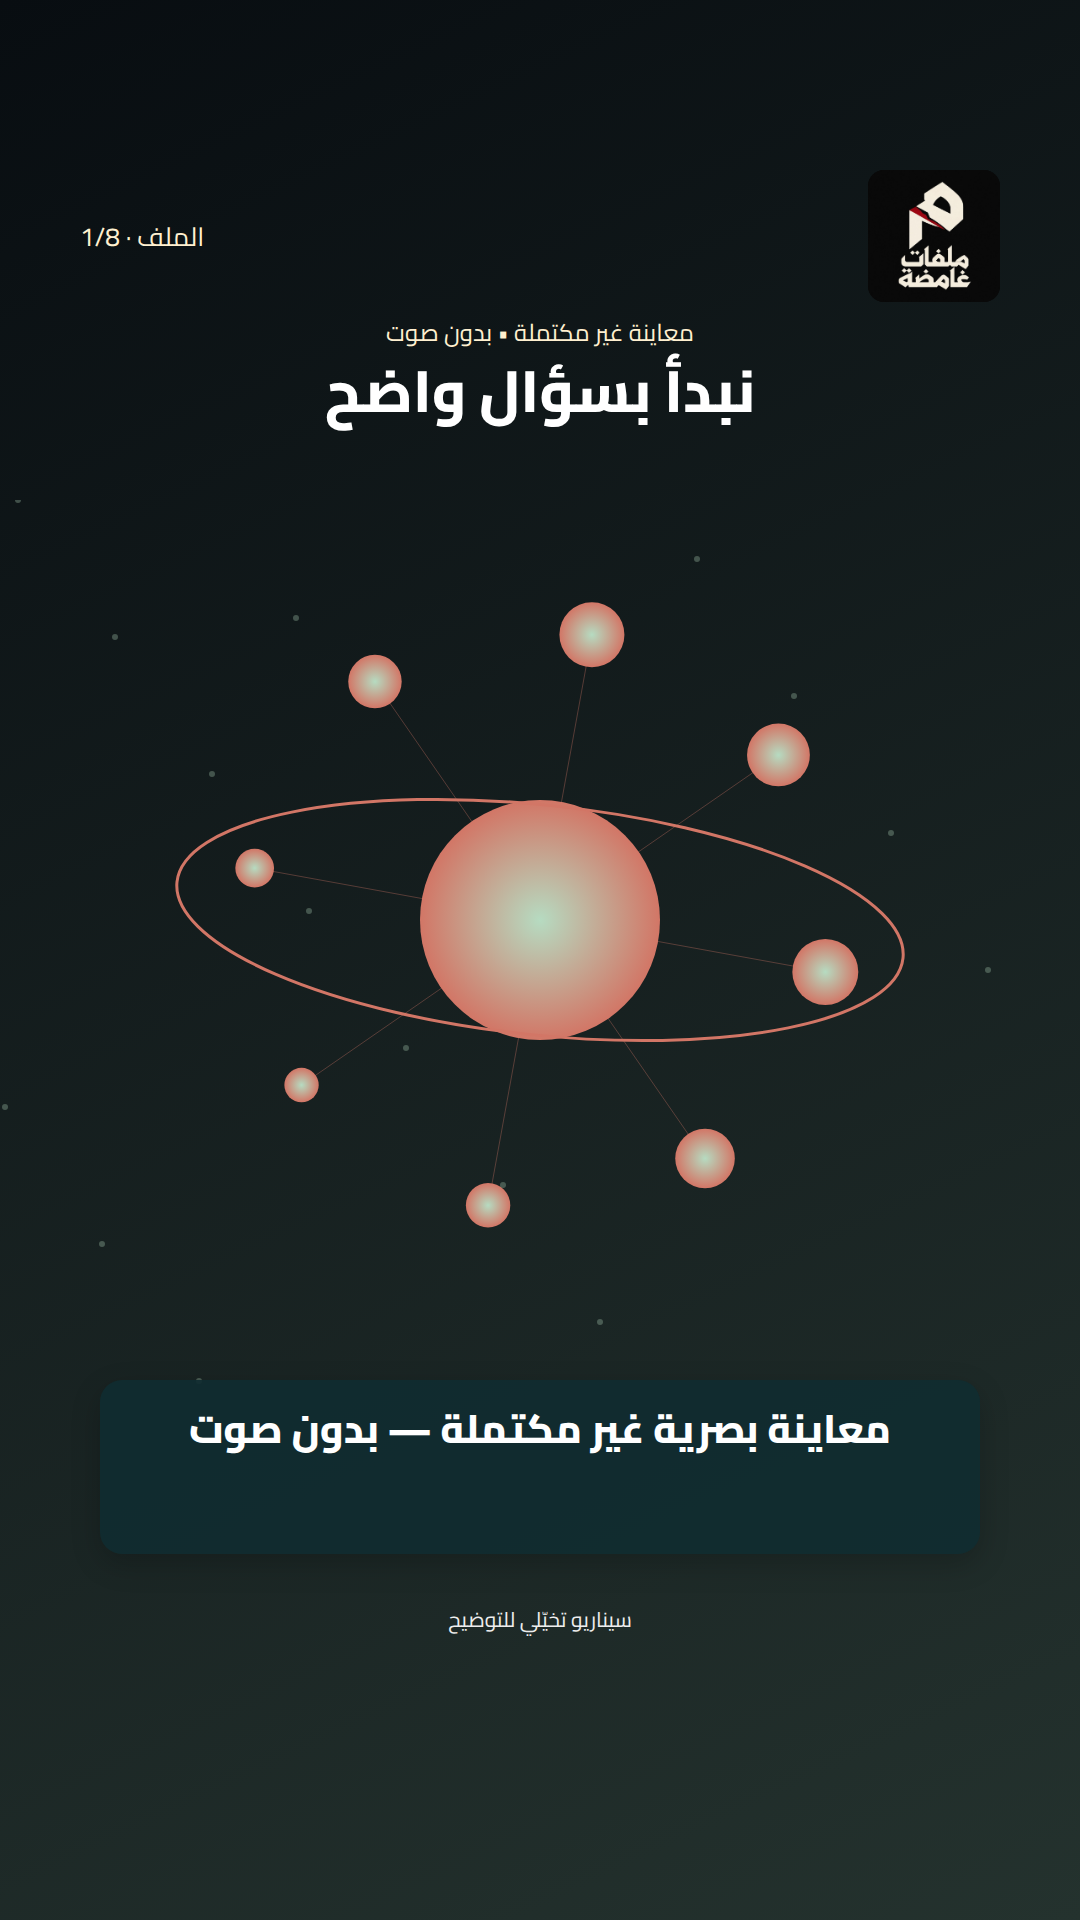 ملفات
غامضة
الملف · 1/8
معاينة غير مكتملة ▪ بدون صوت
نبدأ بسؤال واضح
معاينة بصرية غير مكتملة — بدون صوت
سيناريو تخيّلي للتوضيح